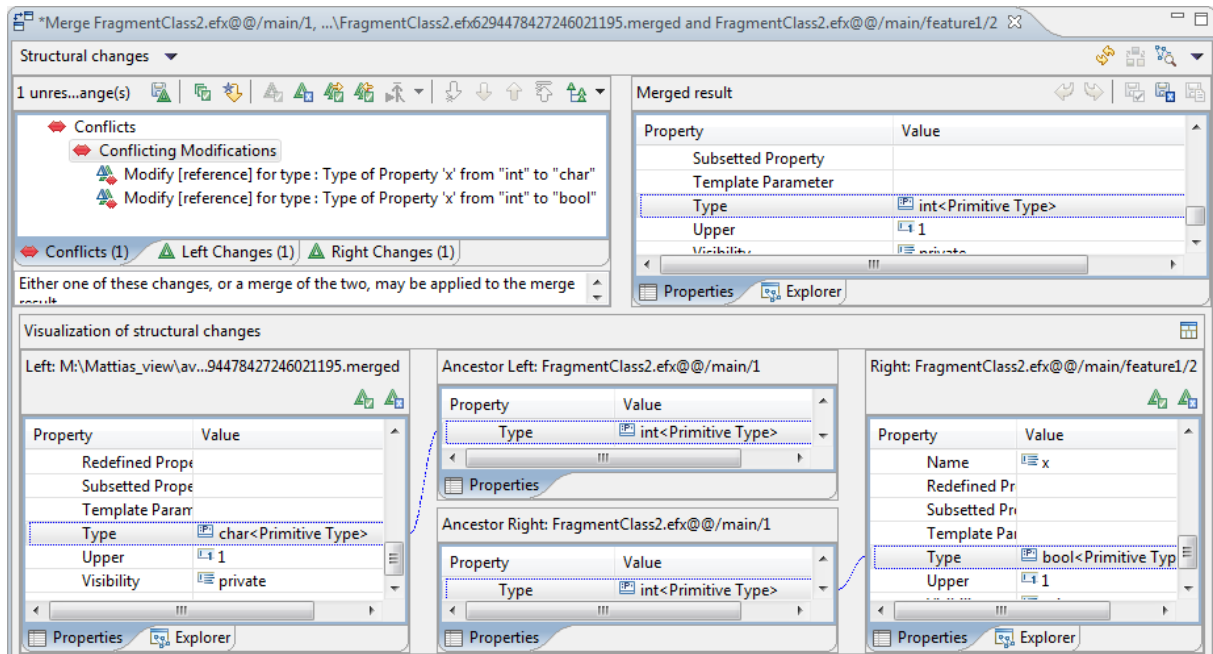 *Merge FragmentClass2.efx@@/main/1, ...\FragmentClass2.efx6294478427246021195.merged and FragmentClass2.efx@@/main/feature1/2
Structural changes
1 unres...ange(s)
Conflicts
Conflicting Modifications
Modify [reference] for type : Type of Property 'x' from "int" to "char"
Modify [reference] for type : Type of Property 'x' from "int" to "bool"
Conflicts (1) Left Changes (1) Right Changes (1)
Either one of these changes, or a merge of the two, may be applied to the merge
Merged result
Property Value
Subsetted Property
Template Parameter
Type int<Primitive Type>
Upper 1
Visibility private
Properties Explorer
Visualization of structural changes
Left: M:\Mattias_view\av...94478427246021195.merged
Property Value
Redefined Prope
Subsetted Prope
Template Param
Type char<Primitive Type>
Upper 1
Visibility private
Properties Explorer
Ancestor Left: FragmentClass2.efx@@/main/1
Property Value
Type int<Primitive Type>
Properties
Ancestor Right: FragmentClass2.efx@@/main/1
Property Value
Type int<Primitive Type>
Properties
Right: FragmentClass2.efx@@/main/feature1/2
Property Value
Name x
Redefined Pr
Subsetted Pr
Template Pa
Type bool<Primitive Typ
Upper 1
Properties Explorer